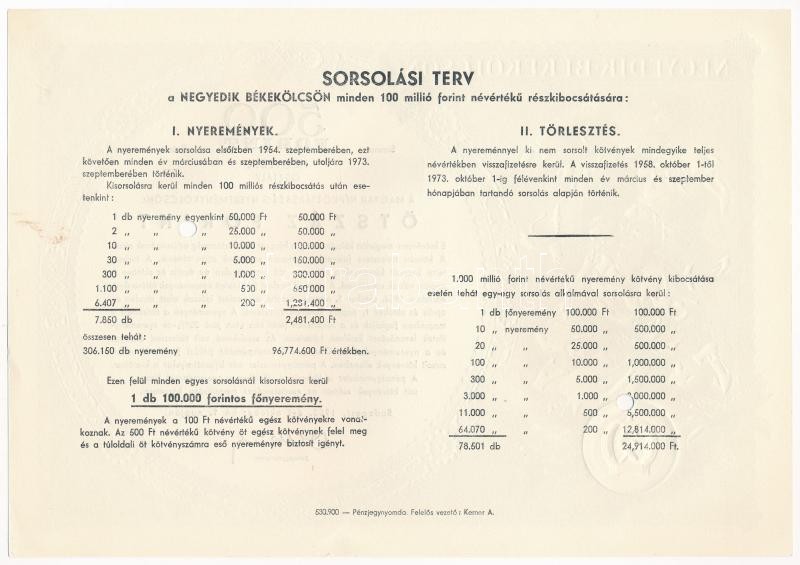 SORSOLÁSI TERV
a NEGYEDIK BÉKEKÖLCSÖN minden 100 millió forint névértékű részkibocsátására:
I. NYEREMÉNYEK.
A nyeremények sorsolása elsőízben 1954. szeptemberében, ezt
követően minden év márciusában és szeptemberében, utoljára 1973.
szeptemberében történik.
Kisorsolásra kerül minden 100 milliós részkibocsátás után ese-
tenkint:
1 db nyeremény egyenkint 50,000 Ft 50.000 Ft
2 „ „ „ 25.000 „ 50.000 „
10 „ „ „ 10.000 „ 100.000 „
30 „ „ „ 5.000 „ 150.000 „
300 „ „ „ 1.000 „ 300.000 „
1.100 „ „ „ 500 „ 550.000 „
6.407 „ „ „ 200 „ 1,281.400 „
7.850 db 2,481.400 Ft
összesen tehát:
306.150 db nyeremény 96,774.600 Ft értékben.
Ezen felül minden egyes sorsolásnál kisorsolásra kerül
1 db 100.000 forintos főnyeremény.
A nyeremények a 100 Ft névértékű egész kötvényekre vonat-
koznak. Az 500 Ft névértékű kötvény öt egész kötvénynek felel meg
és a túloldali öt kötvényszámra eső nyereményre biztosít igényt.
II. TÖRLESZTÉS.
A nyereménnyel ki nem sorsolt kötvények mindegyike teljes
névértékben visszafizetésre kerül. A visszafizetés 1958. október 1-től
1973. október 1-ig félévenkint minden év március és szeptember
hónapjában tartandó sorsolás alapján történik.
1.000 millió forint névértékű nyeremény kötvény kibocsátása
esetén tehát egy-egy sorsolás alkalmával sorsolásra kerül:
1 db főnyeremény 100.000 Ft 100.000 Ft
10 „ nyeremény 50.000 „ 500.000 „
20 „ „ 25.000 „ 500.000 „
100 „ „ 10.000 „ 1,000.000 „
300 „ „ 5.000 „ 1,500.000 „
3.000 „ „ 1.000 „ 000.000 „
11.000 „ „ 500 „ 5,500.000 „
64.070 „ „ 200 „ 12,814.000 „
78.501 db 24,914.000 Ft.
530.900 — Pénzjegynyomda. Felelős vezető: Kemer A.